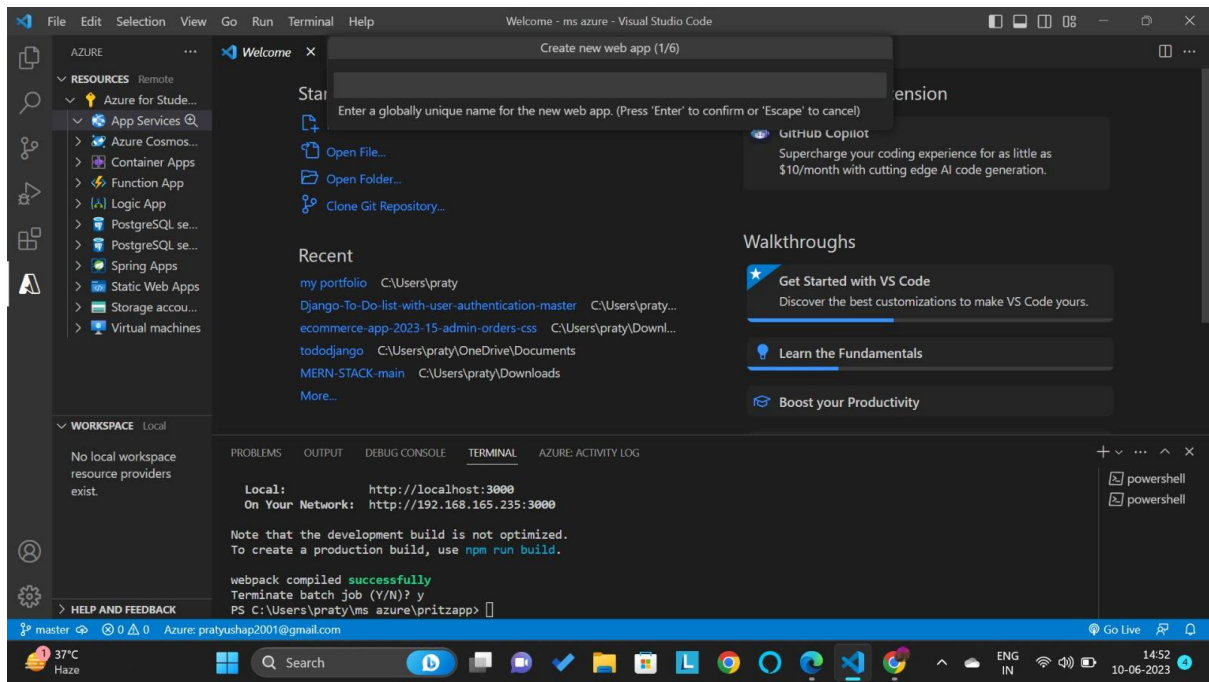 File Edit Selection View Go Run Terminal Help
Welcome - ms azure - Visual Studio Code
AZURE
RESOURCES Remote
Azure for Stude...
App Services
Azure Cosmos...
Container Apps
Function App
Logic App
PostgreSQL se...
PostgreSQL se...
Spring Apps
Static Web Apps
Storage accou...
Virtual machines
WORKSPACE Local
No local workspace
resource providers
exist.
HELP AND FEEDBACK
Welcome
Create new web app (1/6)
Enter a globally unique name for the new web app. (Press 'Enter' to confirm or 'Escape' to cancel)
Open File...
Open Folder...
Clone Git Repository...
Recent
my portfolio C:\Users\praty
Django-To-Do-list-with-user-authentication-master C:\Users\praty...
ecommerce-app-2023-15-admin-orders-css C:\Users\praty\Downl...
tododjango C:\Users\praty\OneDrive\Documents
MERN-STACK-main C:\Users\praty\Downloads
More...
GitHub Copilot
Supercharge your coding experience for as little as
$10/month with cutting edge AI code generation.
Walkthroughs
Get Started with VS Code
Discover the best customizations to make VS Code yours.
Learn the Fundamentals
Boost your Productivity
PROBLEMS OUTPUT DEBUG CONSOLE TERMINAL AZURE: ACTIVITY LOG
Local: http://localhost:3000
On Your Network: http://192.168.165.235:3000
Note that the development build is not optimized.
To create a production build, use npm run build.
webpack compiled successfully
Terminate batch job (Y/N)? y
PS C:\Users\praty\ms azure\pritzapp>
powershell
powershell
master 0 0 Azure: pratyushap2001@gmail.com
Go Live
1
37°C
Haze
Search
ENG
IN
14:52
10-06-2023
4